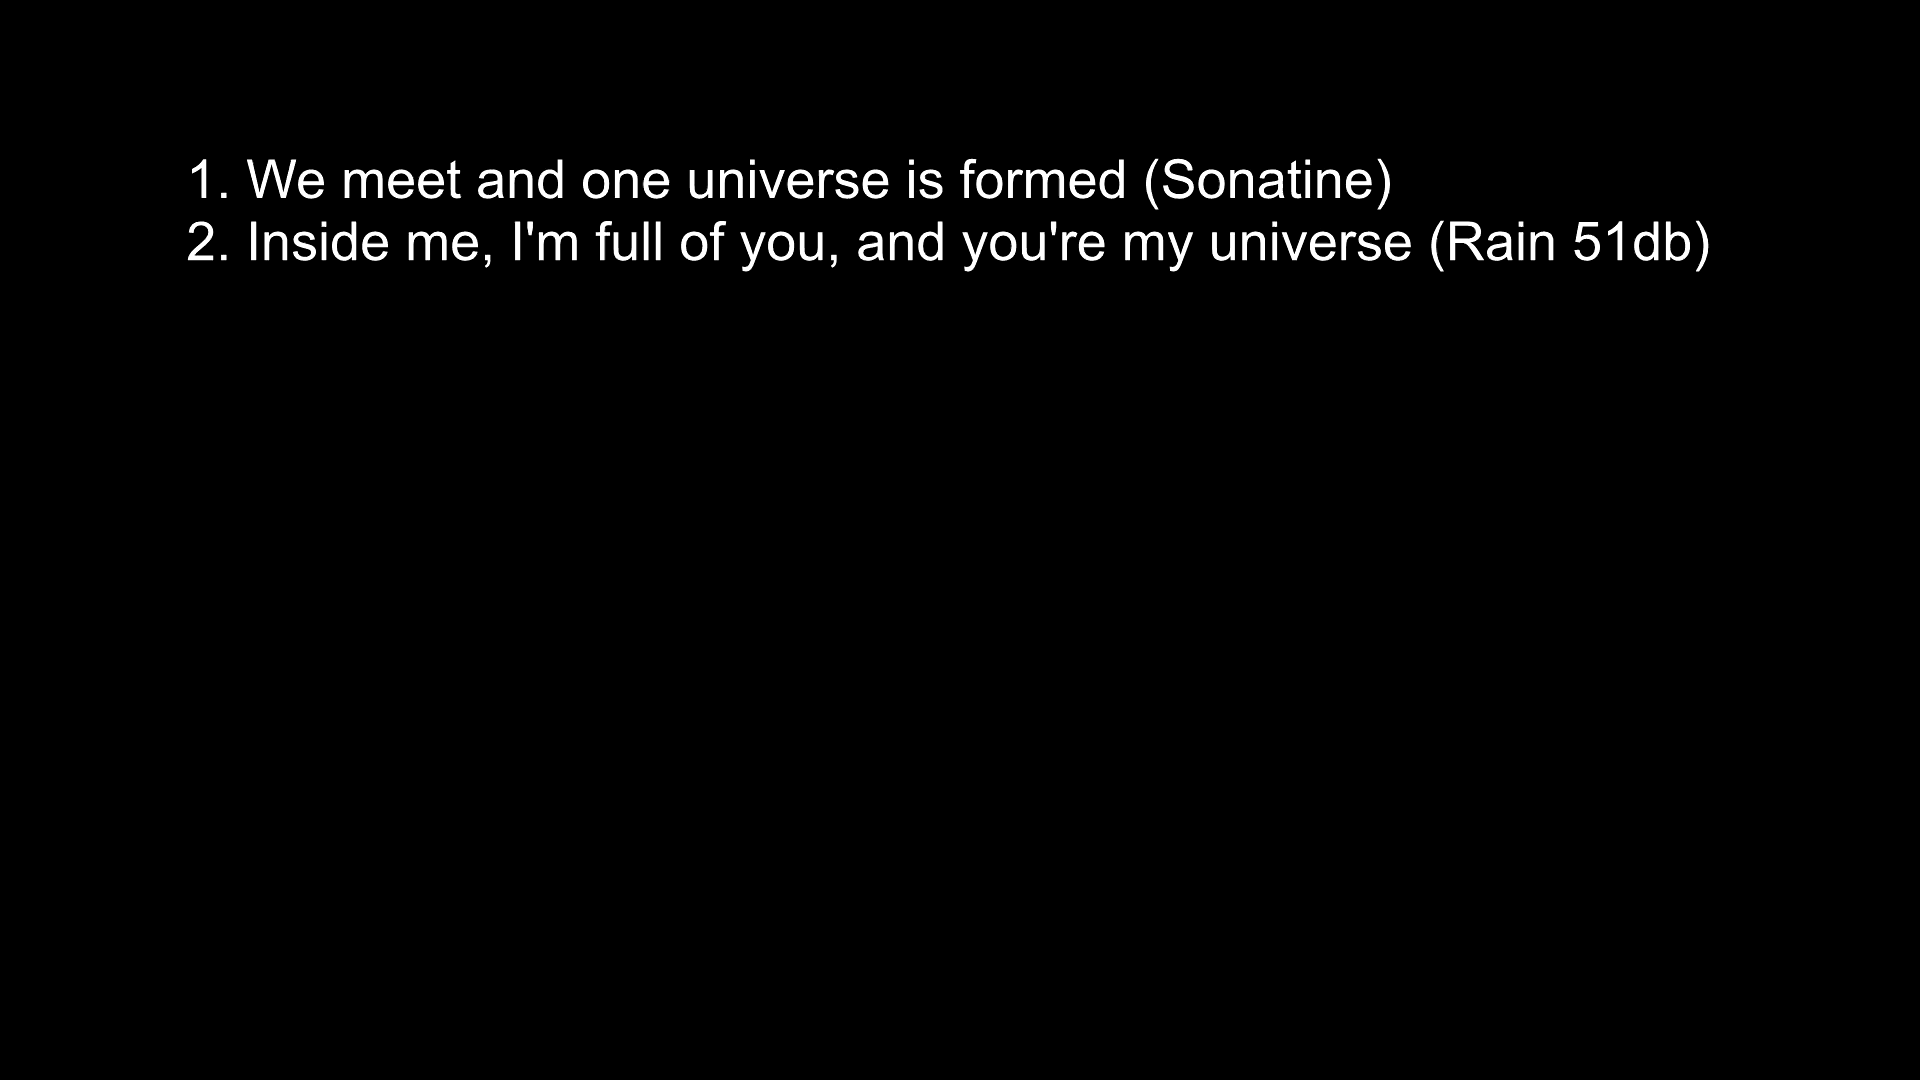 1. We meet and one universe is formed (Sonatine)
2. Inside me, I'm full of you, and you're my universe (Rain 51db)